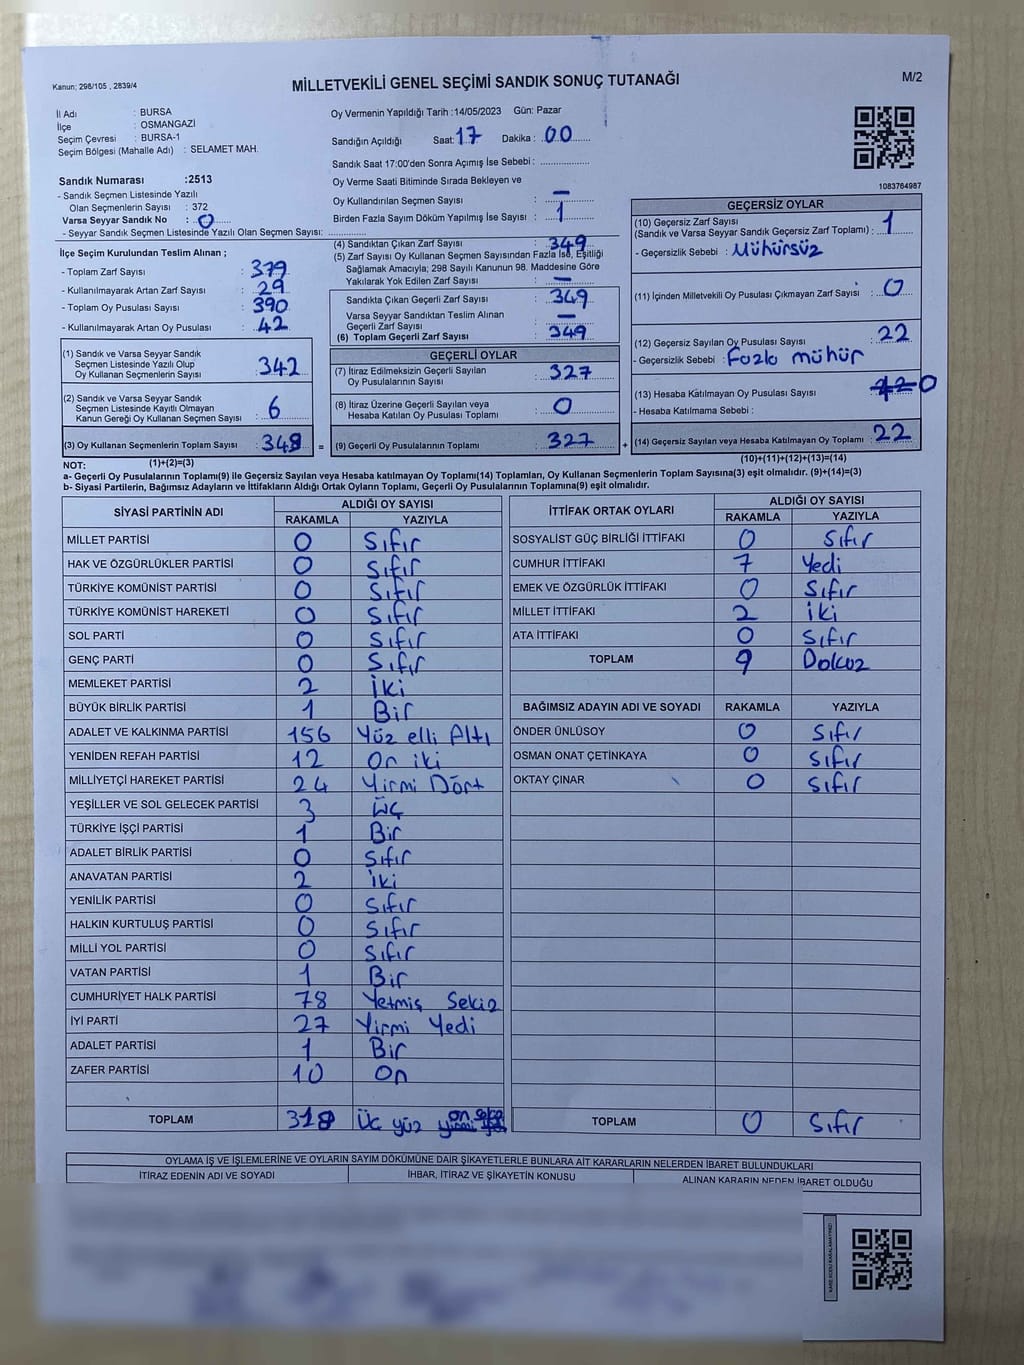 Kanun; 298/105 , 2839/4
MİLLETVEKİLİ GENEL SEÇİMİ SANDIK SONUÇ TUTANAĞI
M/2
İl Adı : BURSA
İlçe : OSMANGAZİ
Seçim Çevresi : BURSA-1
Seçim Bölgesi (Mahalle Adı) : SELAMET MAH.
Sandık Numarası :2513
- Sandık Seçmen Listesinde Yazılı
Olan Seçmenlerin Sayısı : 372
Varsa Seyyar Sandık No : 0
- Seyyar Sandık Seçmen Listesinde Yazılı Olan Seçmen Sayısı:
Oy Vermenin Yapıldığı Tarih :14/05/2023 Gün: Pazar
Sandığın Açıldığı Saat: 17 Dakika : 00
Sandık Saat 17:00'den Sonra Açımış İse Sebebi :
Oy Verme Saati Bitiminde Sırada Bekleyen ve
Oy Kullandırılan Seçmen Sayısı : —
Birden Fazla Sayım Döküm Yapılmış İse Sayısı : 1
1083764987
İlçe Seçim Kurulundan Teslim Alınan ;
- Toplam Zarf Sayısı : 379
- Kullanılmayarak Artan Zarf Sayısı : 29
- Toplam Oy Pusulası Sayısı : 390
- Kullanılmayarak Artan Oy Pusulası : 42
(1) Sandık ve Varsa Seyyar Sandık
Seçmen Listesinde Yazılı Olup
Oy Kullanan Seçmenlerin Sayısı : 342
(2) Sandık ve Varsa Seyyar Sandık
Seçmen Listesinde Kayıtlı Olmayan
Kanun Gereği Oy Kullanan Seçmen Sayısı : 6
(3) Oy Kullanan Seçmenlerin Toplam Sayısı : =
(1)+(2)=(3)
(4) Sandıktan Çıkan Zarf Sayısı : 349
(5) Zarf Sayısı Oy Kullanan Seçmen Sayısından Fazla İse, Eşitliği
Sağlamak Amacıyla; 298 Sayılı Kanunun 98. Maddesine Göre
Yakılarak Yok Edilen Zarf Sayısı : —
Sandıkta Çıkan Geçerli Zarf Sayısı : 349
Varsa Seyyar Sandıktan Teslim Alınan
Geçerli Zarf Sayısı : —
(6) Toplam Geçerli Zarf Sayısı : 349
GEÇERLİ OYLAR
(7) İtiraz Edilmeksizin Geçerli Sayılan
Oy Pusulalarının Sayısı : 327
(8) İtiraz Üzerine Geçerli Sayılan veya
Hesaba Katılan Oy Pusulası Toplamı : 0
(9) Geçerli Oy Pusulalarının Toplamı : 327 +
GEÇERSİZ OYLAR
(10) Geçersiz Zarf Sayısı
(Sandık ve Varsa Seyyar Sandık Geçersiz Zarf Toplamı) : 1
- Geçersizlik Sebebi : Mühürsüz
(11) İçinden Milletvekili Oy Pusulası Çıkmayan Zarf Sayısı : 0
(12) Geçersiz Sayılan Oy Pusulası Sayısı : 22
- Geçersizlik Sebebi : Fazla mühür
(13) Hesaba Katılmayan Oy Pusulası Sayısı : 0
- Hesaba Katılmama Sebebi :
(14) Geçersiz Sayılan veya Hesaba Katılmayan Oy Toplamı : 22
(10)+(11)+(12)+(13)=(14)
NOT:
a- Geçerli Oy Pusulaları Toplamı(9) ile Geçersiz Sayılan veya Hesaba katılmayan Oy Toplamı(14) Toplamları, Oy Kullanan Seçmenlerin Toplam Sayısına(3) eşit olmalıdır. (9)+(14)=(3)
b- Siyasi Partilerin, Bağımsız Adayların ve İttifakların Aldığı Ortak Oyların Toplamı, Geçerli Oy Pusulalarının Toplamına(9) eşit olmalıdır.
SİYASİ PARTİNİN ADI ALDIĞI OY SAYISI
RAKAMLA YAZIYLA
MİLLET PARTİSİ 0 Sıfır
HAK VE ÖZGÜRLÜKLER PARTİSİ 0 Sıfır
TÜRKİYE KOMÜNİST PARTİSİ 0 Sıfır
TÜRKİYE KOMÜNİST HAREKETİ 0 Sıfır
SOL PARTİ 0 Sıfır
GENÇ PARTİ 0 Sıfır
MEMLEKET PARTİSİ 2 İki
BÜYÜK BİRLİK PARTİSİ 1 Bir
ADALET VE KALKINMA PARTİSİ 156 Yüz elli Altı
YENİDEN REFAH PARTİSİ 12 On iki
MİLLİYETÇİ HAREKET PARTİSİ 24 Yirmi Dört
YEŞİLLER VE SOL GELECEK PARTİSİ 3 Üç
TÜRKİYE İŞÇİ PARTİSİ 1 Bir
ADALET BİRLİK PARTİSİ 0 Sıfır
ANAVATAN PARTİSİ 2 İki
YENİLİK PARTİSİ 0 Sıfır
HALKIN KURTULUŞ PARTİSİ 0 Sıfır
MİLLİ YOL PARTİSİ 0 Sıfır
VATAN PARTİSİ 1 Bir
CUMHURİYET HALK PARTİSİ 78 Yetmiş Sekiz
İYİ PARTİ 27 Yirmi Yedi
ADALET PARTİSİ 1 Bir
ZAFER PARTİSİ 10 On
TOPLAM 318 Üç yüz on
İTTİFAK ORTAK OYLARI ALDIĞI OY SAYISI
RAKAMLA YAZIYLA
SOSYALİST GÜÇ BİRLİĞİ İTTİFAKI 0 Sıfır
CUMHUR İTTİFAKI 7 Yedi
EMEK VE ÖZGÜRLÜK İTTİFAKI 0 Sıfır
MİLLET İTTİFAKI 2 İki
ATA İTTİFAKI 0 Sıfır
TOPLAM 9 Dokuz
BAĞIMSIZ ADAYIN ADI VE SOYADI RAKAMLA YAZIYLA
ÖNDER ÜNLÜSOY 0 Sıfır
OSMAN ONAT ÇETİNKAYA 0 Sıfır
OKTAY ÇINAR 0 Sıfır
TOPLAM 0 Sıfır
OYLAMA İŞ VE İŞLEMLERİNE VE OYLARIN SAYIM DÖKÜMÜNE DAİR ŞİKAYETLERLE BUNLARA AİT KARARLARIN NELERDEN İBARET BULUNDUKLARI
İTİRAZ EDENİN ADI VE SOYADI İHBAR, İTİRAZ VE ŞİKAYETİN KONUSU ALINAN KARARIN NEDEN İBARET OLDUĞU